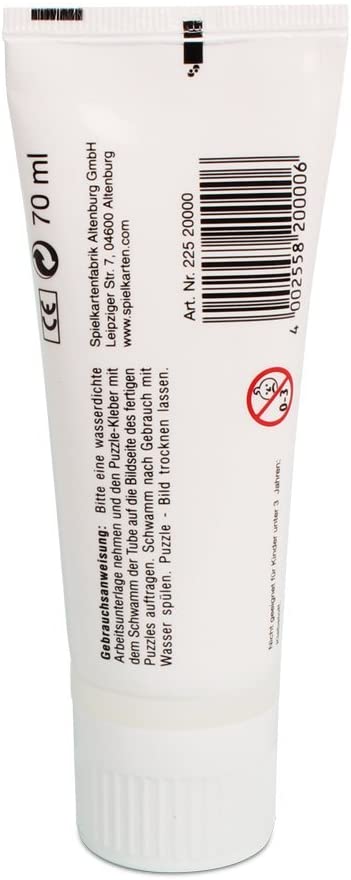 70 ml
CE
Spielkartenfabrik Altenburg GmbH
Leipziger Str. 7, 04600 Altenburg
www.spielkarten.com
Gebrauchsanweisung: Bitte eine wasserdichte
Arbeitsunterlage nehmen und den Puzzle-Kleber mit
dem Schwamm der Tube auf die Bildseite des fertigen
Puzzles auftragen. Schwamm nach Gebrauch mit
Wasser spülen. Puzzle - Bild trocknen lassen.
Art. Nr. 225 20000
4 002558 200006
0-3
Nicht geeignet für Kinder unter 3 Jahren: